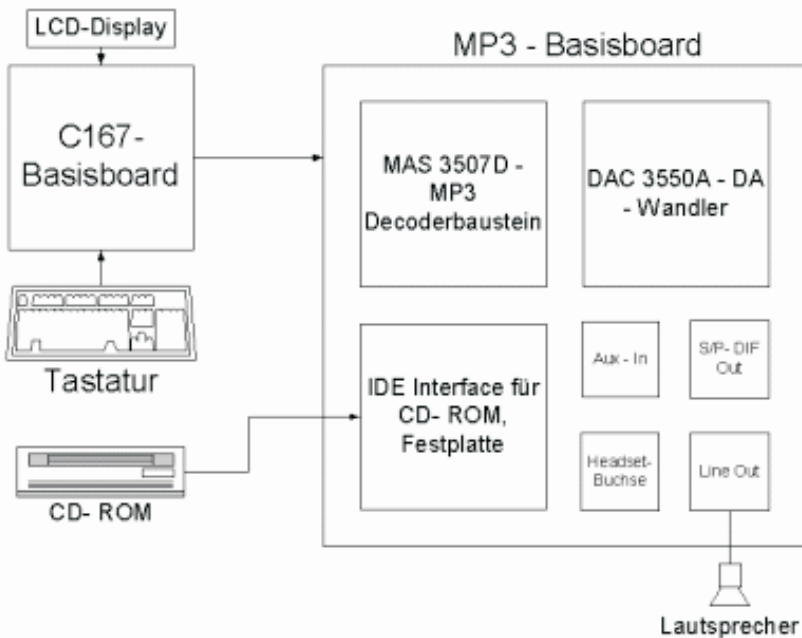 LCD-Display
MP3 - Basisboard
C167-
Basisboard
MAS 3507D -
MP3
Decoderbaustein
DAC 3550A - DA
- Wandler
Tastatur
IDE Interface für
CD- ROM,
Festplatte
Aux - In
S/P- DIF
Out
Headset-
Buchse
Line Out
CD- ROM
Lautsprecher